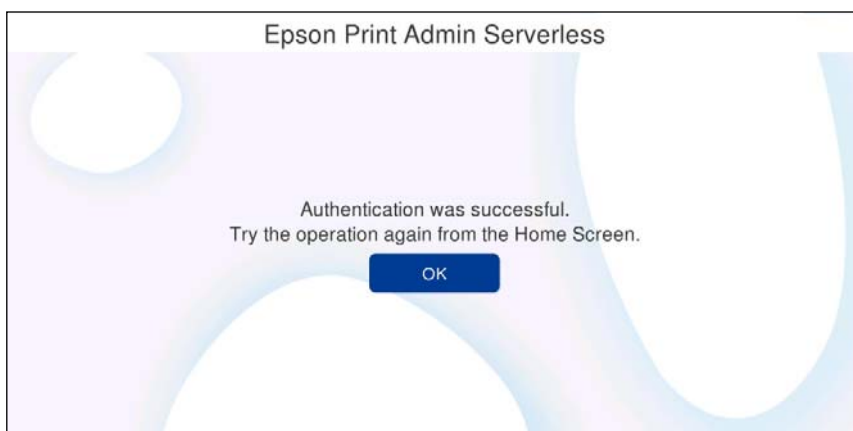 Epson Print Admin Serverless
Authentication was successful.
Try the operation again from the Home Screen.
OK